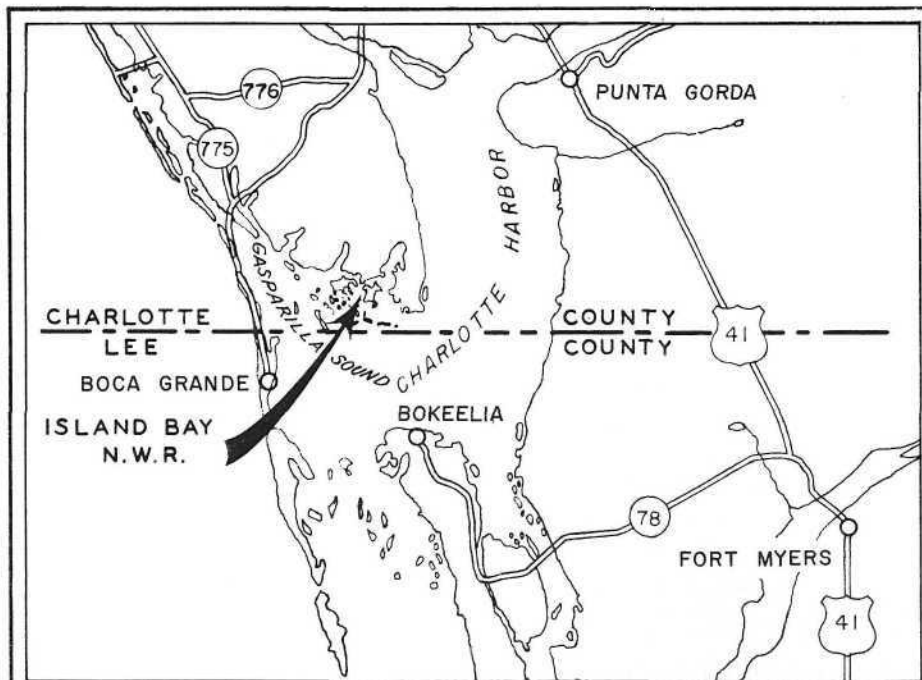 776
PUNTA GORDA
775
HARBOR
GASPARILLA SOUND
CHARLOTTE
CHARLOTTE
LEE
COUNTY
COUNTY
41
BOCA GRANDE
ISLAND BAY
N.W.R.
BOKEELIA
78
FORT MYERS
41